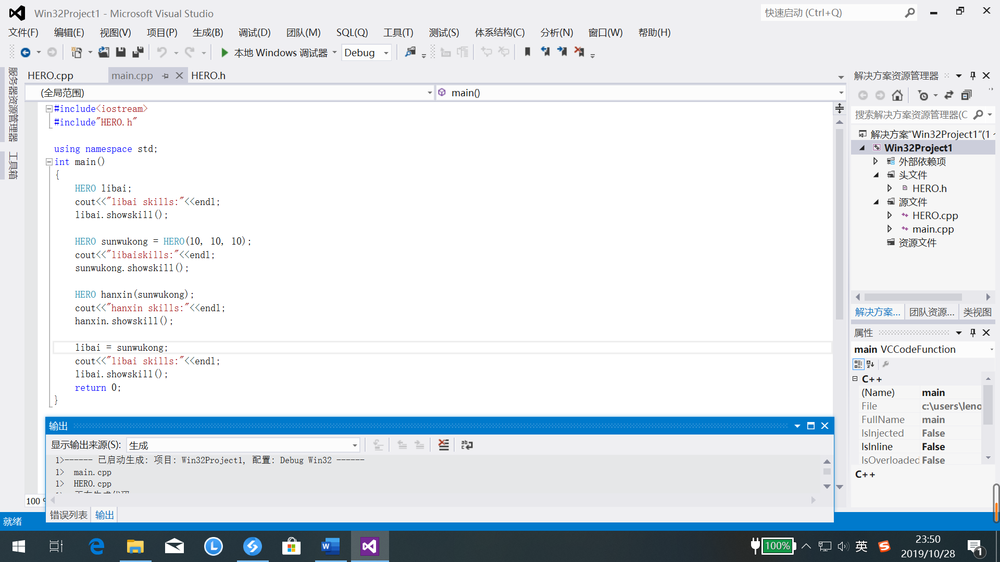 Win32Project1 - Microsoft Visual Studio
快速启动 (Ctrl+Q)
文件(F) 编辑(E) 视图(V) 项目(P) 生成(B) 调试(D) 团队(M) SQL(Q) 工具(T) 测试(S) 体系结构(C) 分析(N) 窗口(W) 帮助(H)
本地 Windows 调试器 Debug
服务器资源管理器
工具箱
HERO.cpp main.cpp HERO.h
(全局范围) main()
#include<iostream>
#include"HERO.h"
using namespace std;
int main()
{
HERO libai;
cout<<"libai skills:"<<endl;
libai.showskill();
HERO sunwukong = HERO(10, 10, 10);
cout<<"libaiskills:"<<endl;
sunwukong.showskill();
HERO hanxin(sunwukong);
cout<<"hanxin skills:"<<endl;
hanxin.showskill();
libai = sunwukong;
cout<<"libai skills:"<<endl;
libai.showskill();
return 0;
}
100
输出
显示输出来源(S): 生成
1>------ 已启动生成: 项目: Win32Project1, 配置: Debug Win32 ------
1> main.cpp
1> HERO.cpp
错误列表 输出
就绪
解决方案资源管理器
搜索解决方案资源管理器(C
解决方案"Win32Project1"(1
Win32Project1
外部依赖项
头文件
HERO.h
源文件
HERO.cpp
main.cpp
资源文件
解决方案... 团队资源... 类视图
属性
main VCCodeFunction
C++
(Name) main
File c:\users\leno
FullName main
IsInjected False
IsInline False
IsOverloaded False
C++
100% 英 23:50
2019/10/28
1